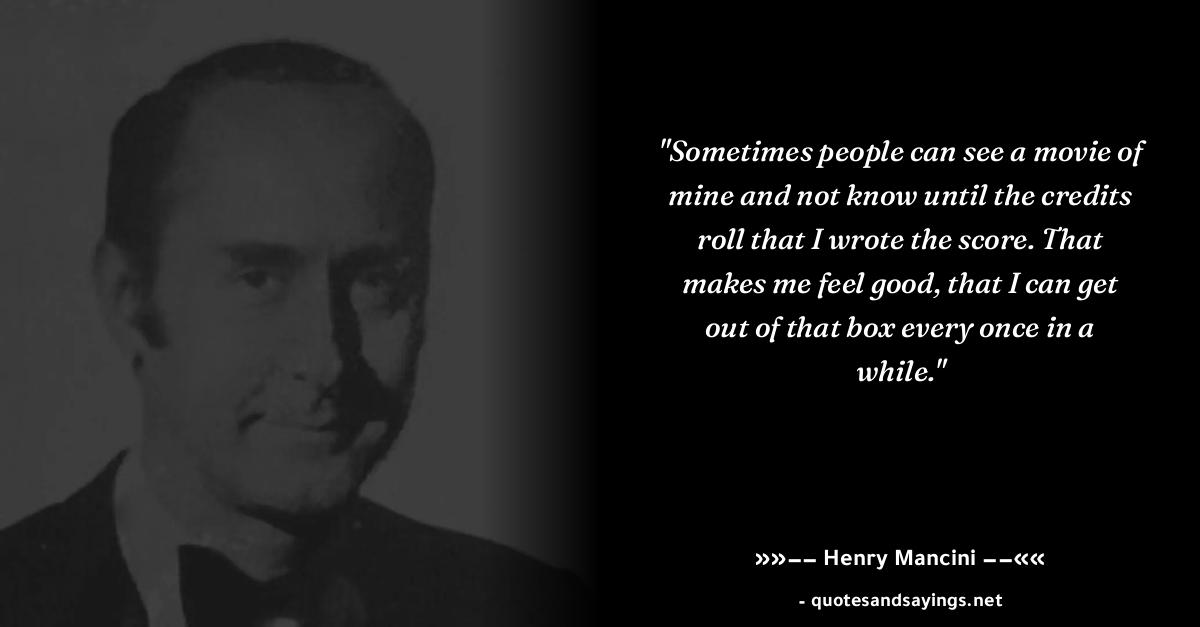 "Sometimes people can see a movie of
mine and not know until the credits
roll that I wrote the score. That
makes me feel good, that I can get
out of that box every once in a
while."
»»−− Henry Mancini −−««
- quotesandsayings.net